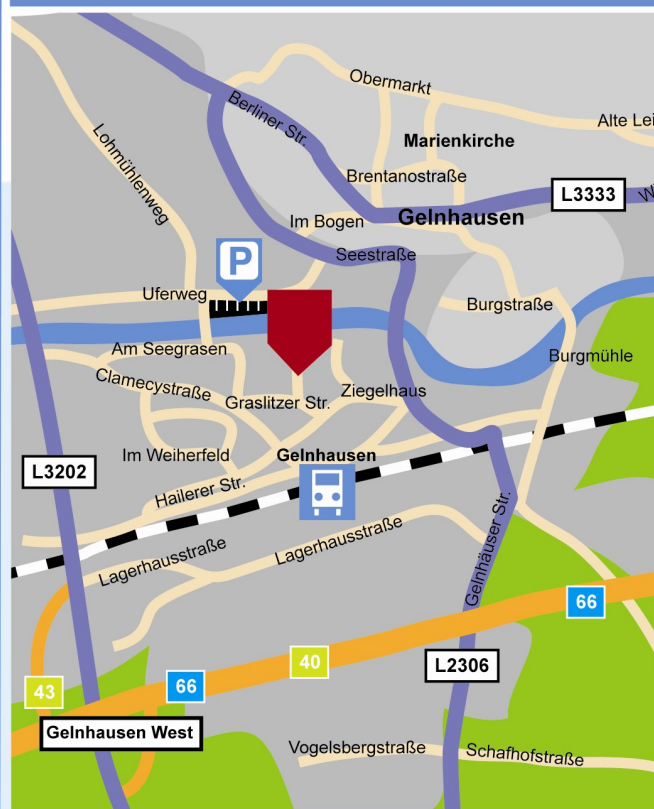 Obermarkt
Berliner Str.
Alte Lei
Marienkirche
Lohmühlenweg
Brentanostraße
L3333
W
Im Bogen
Gelnhausen
Seestraße
P
Uferweg
Burgstraße
Am Seegrasen
Burgmühle
Clamecystraße
Ziegelhaus
Graslitzer Str.
Im Weiherfeld
Gelnhausen
L3202
Hailerer Str.
Lagerhausstraße
Lagerhausstraße
Gelnhäuser Str.
66
40
L2306
66
43
Gelnhausen West
Vogelsbergstraße
Schafhofstraße